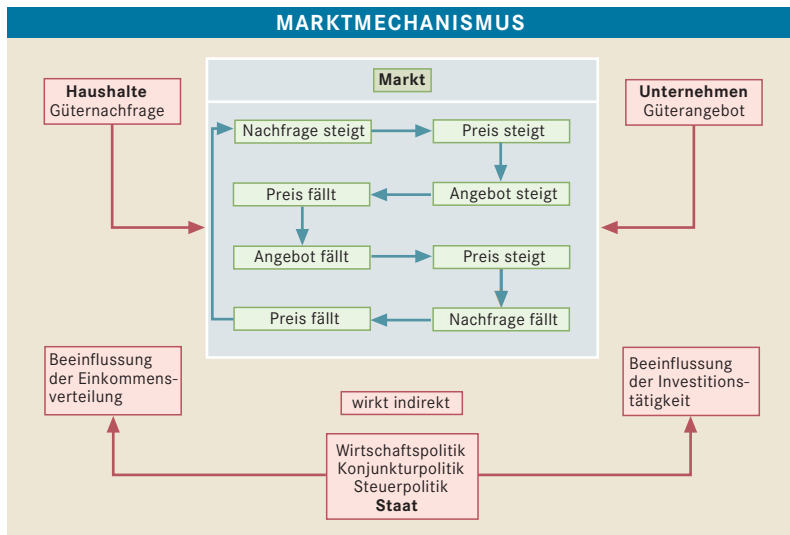 MARKTMECHANISMUS
Markt
Haushalte
Güternachfrage
Unternehmen
Güterangebot
Nachfrage steigt
Preis steigt
Preis fällt
Angebot steigt
Angebot fällt
Preis steigt
Preis fällt
Nachfrage fällt
Beeinflussung
der Einkommens-
verteilung
Beeinflussung
der Investitions-
tätigkeit
wirkt indirekt
Wirtschaftspolitik
Konjunkturpolitik
Steuerpolitik
Staat